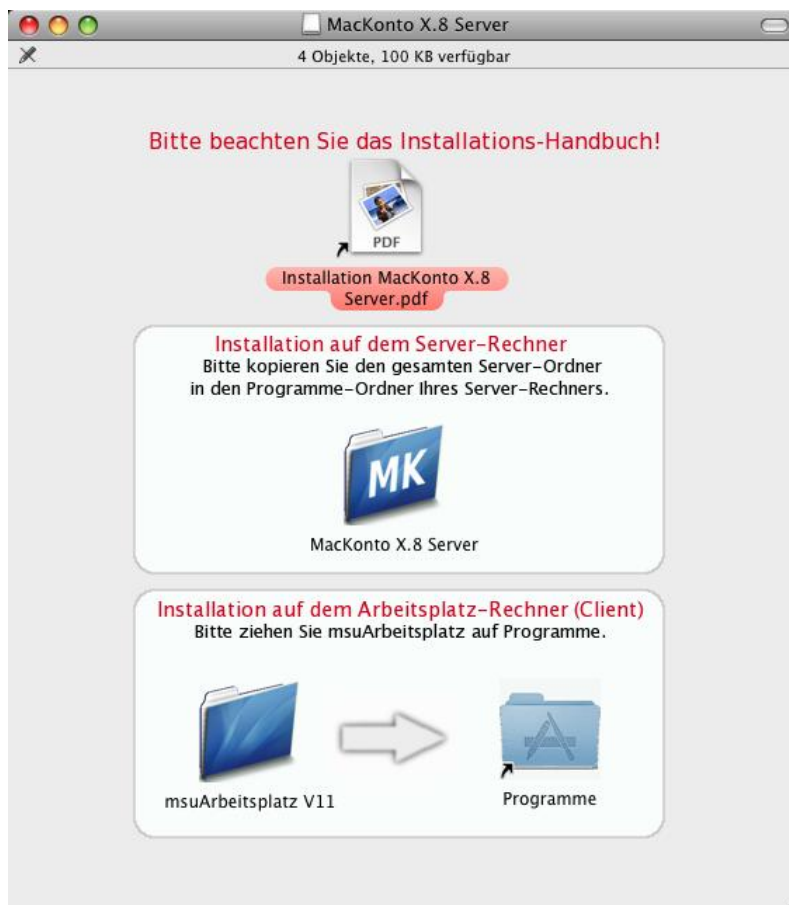 MacKonto X.8 Server
4 Objekte, 100 KB verfügbar
Bitte beachten Sie das Installations-Handbuch!
PDF
Installation MacKonto X.8
Server.pdf
Installation auf dem Server-Rechner
Bitte kopieren Sie den gesamten Server-Ordner
in den Programme-Ordner Ihres Server-Rechners.
MK
MacKonto X.8 Server
Installation auf dem Arbeitsplatz-Rechner (Client)
Bitte ziehen Sie msuArbeitsplatz auf Programme.
msuArbeitsplatz V11
Programme